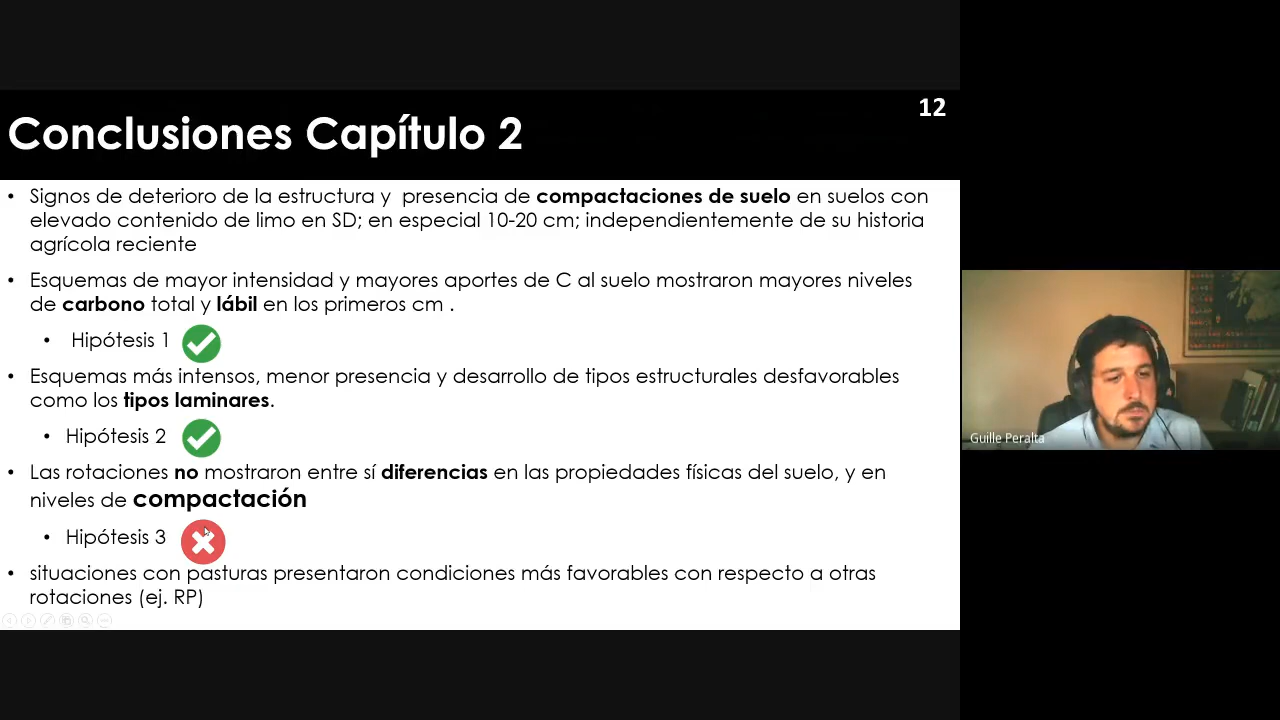 12
Conclusiones Capítulo 2
• Signos de deterioro de la estructura y presencia de compactaciones de suelo en suelos con
elevado contenido de limo en SD; en especial 10-20 cm; independientemente de su historia
agrícola reciente
• Esquemas de mayor intensidad y mayores aportes de C al suelo mostraron mayores niveles
de carbono total y lábil en los primeros cm .
• Hipótesis 1
• Esquemas más intensos, menor presencia y desarrollo de tipos estructurales desfavorables
como los tipos laminares.
• Hipótesis 2
• Las rotaciones no mostraron entre sí diferencias en las propiedades físicas del suelo, y en
niveles de compactación
• Hipótesis 3
• situaciones con pasturas presentaron condiciones más favorables con respecto a otras
rotaciones (ej. RP)
Guille Peralta